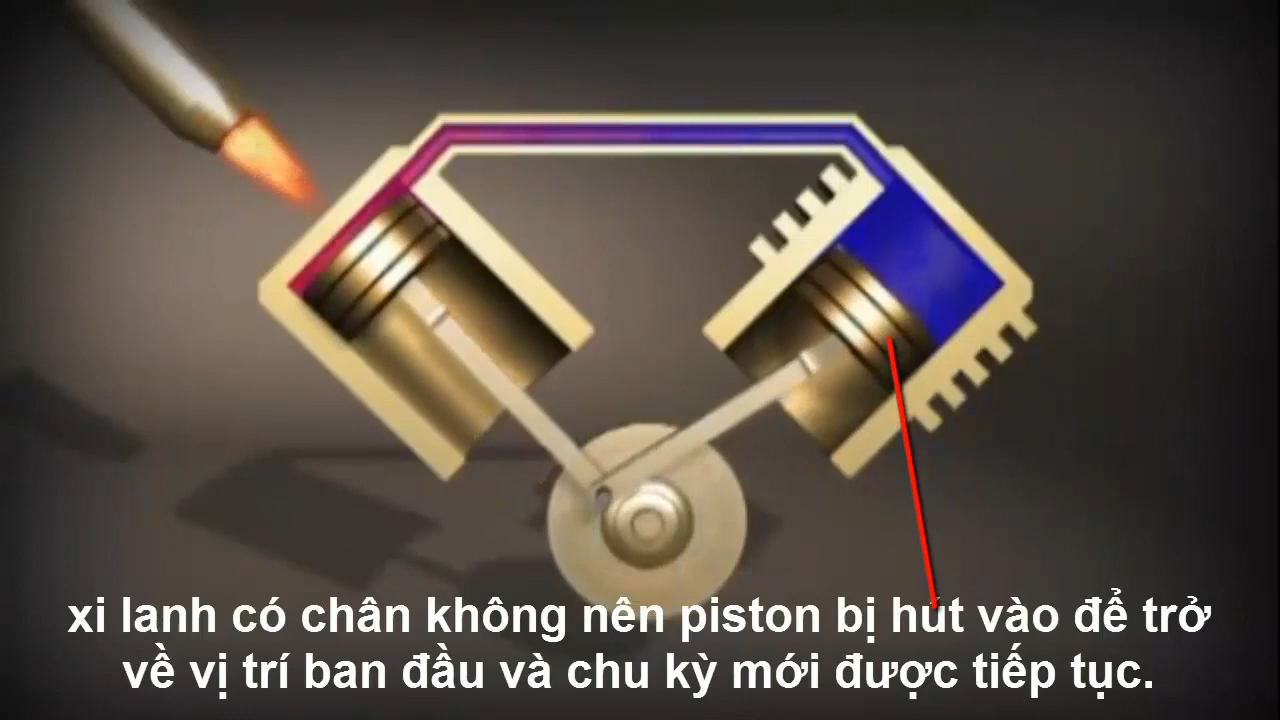 xi lanh có chân không nên piston bị hút vào để trở
về vị trí ban đầu và chu kỳ mới được tiếp tục.